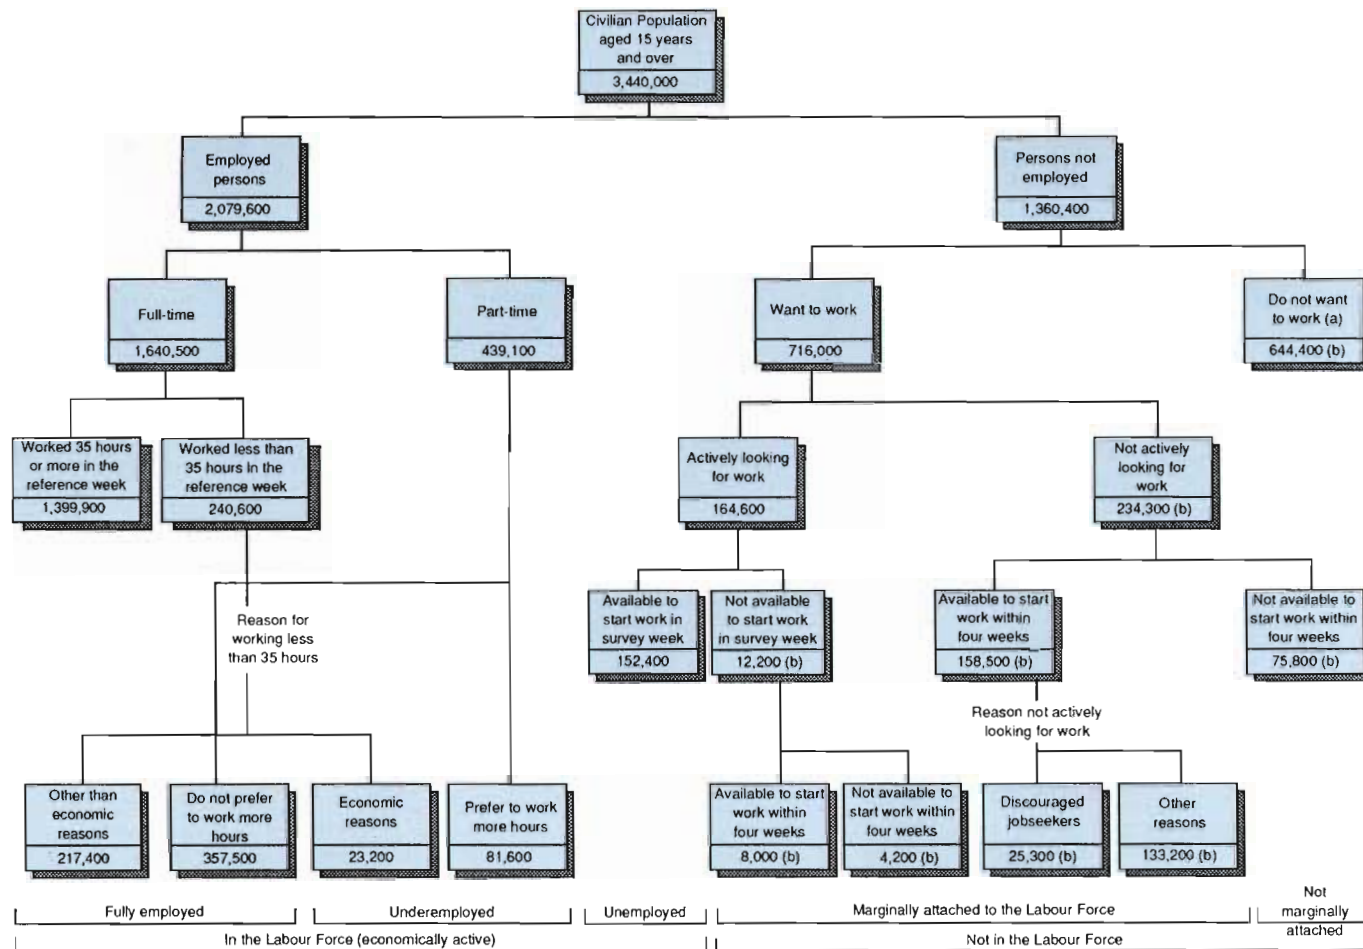 Civilian Population
aged 15 years
and over
3,440,000
Employed
persons
2,079,600
Persons not
employed
1,360,400
Full-time
1,640,500
Part-time
439,100
Want to work
716,000
Do not want
to work (a)
644,400 (b)
Worked 35 hours
or more in the
reference week
1,399,900
Worked less than
35 hours in the
reference week
240,600
Actively looking
for work
164,600
Not actively
looking for
work
234,300 (b)
Reason for
working less
than 35 hours
Available to
start work in
survey week
152,400
Not available
to start work
in survey week
12,200 (b)
Available to start
work within
four weeks
158,500 (b)
Not available to
start work within
four weeks
75,800 (b)
Reason not actively
looking for work
Other than
economic
reasons
217,400
Do not prefer
to work more
hours
357,500
Economic
reasons
23,200
Prefer to work
more hours
81,600
Available to start
work within
four weeks
8,000 (b)
Not available to
start work within
four weeks
4,200 (b)
Discouraged
jobseekers
25,300 (b)
Other
reasons
133,200 (b)
Fully employed
Underemployed
Unemployed
Marginally attached to the Labour Force
Not
marginally
attached
In the Labour Force (economically active)
Not in the Labour Force